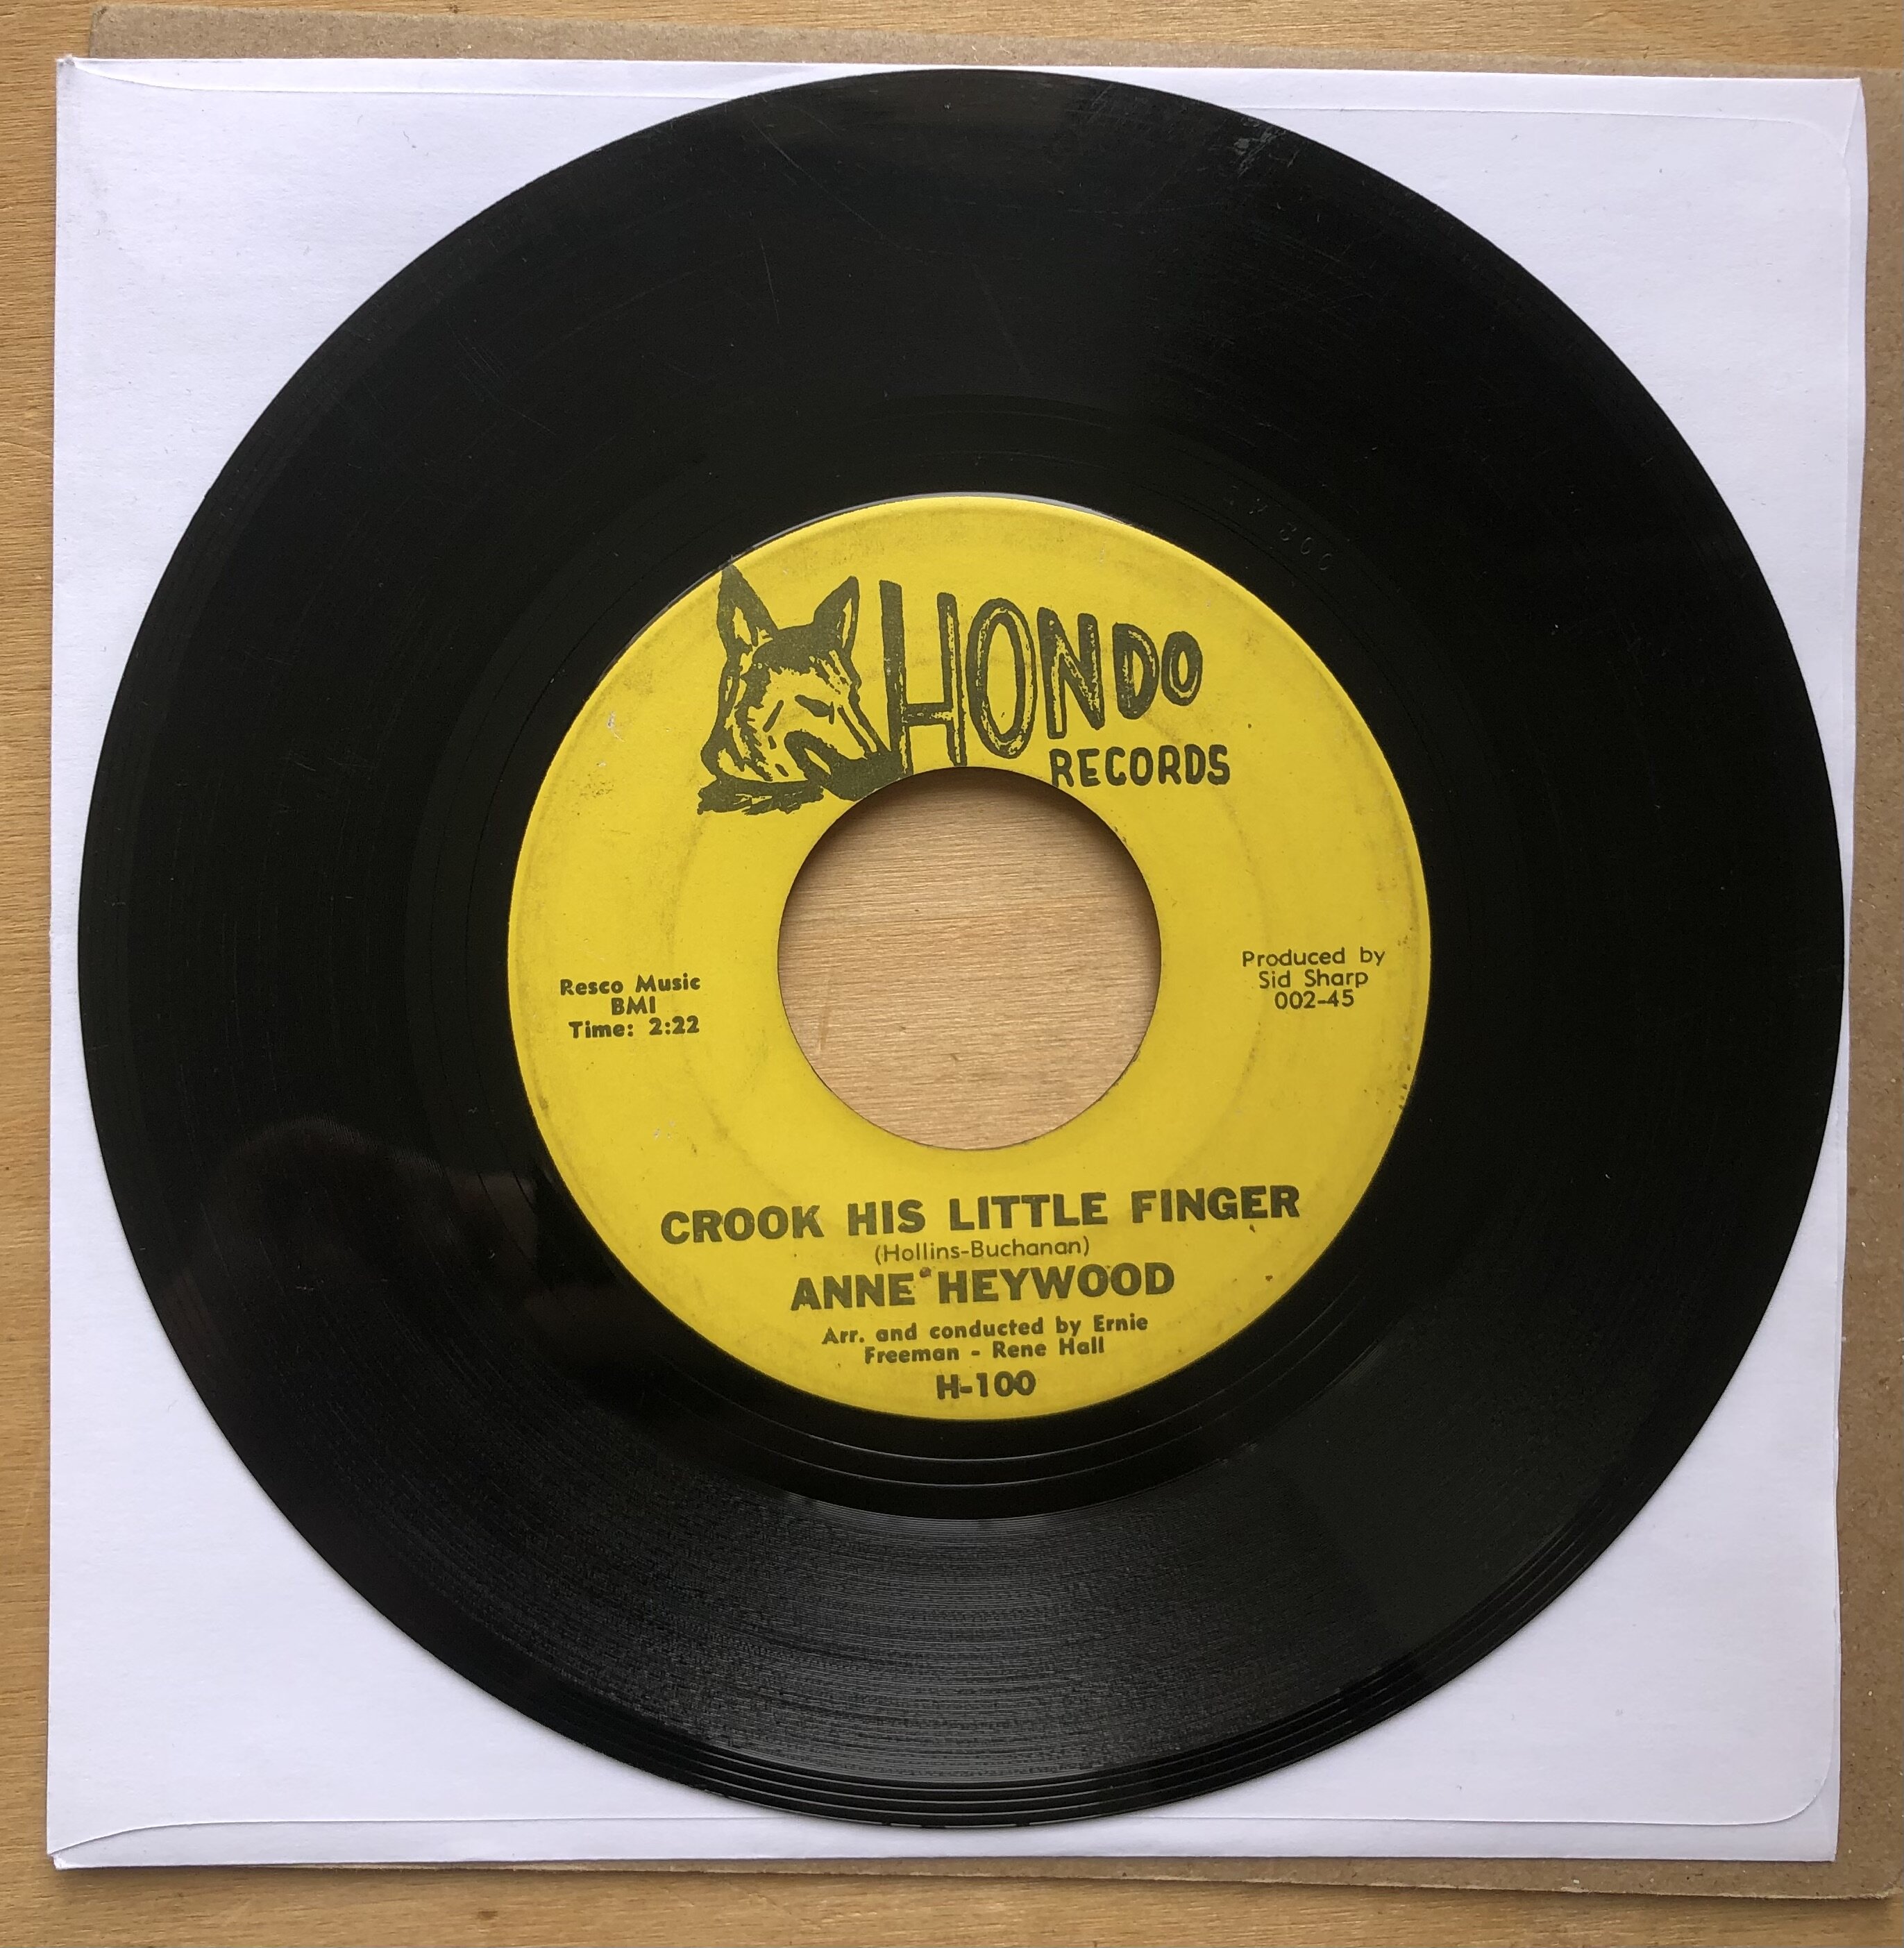 HONDO
RECORDS
Resco Music
BMI
Time: 2:22
Produced by
Sid Sharp
002-45
CROOK HIS LITTLE FINGER
(Hollins-Buchanan)
ANNE HEYWOOD
Arr. and conducted by Ernie
Freeman - Rene Hall
H-100